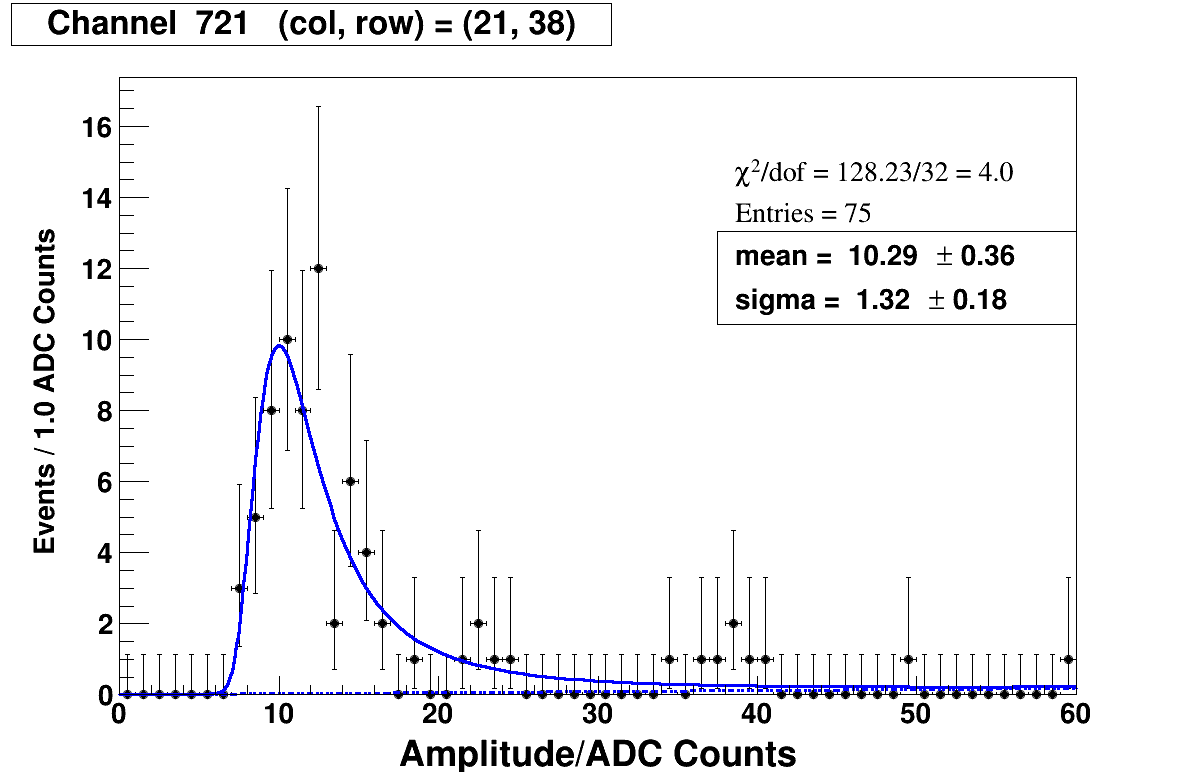 Channel  721   (col, row) = (21, 38)
χ²/dof = 128.23/32 = 4.0
Entries = 75
mean =  10.29  ± 0.36
sigma =  1.32  ± 0.18
Events / 1.0 ADC Counts
16
14
12
10
8
6
4
2
0
0 10 20 30 40 50 60
Amplitude/ADC Counts